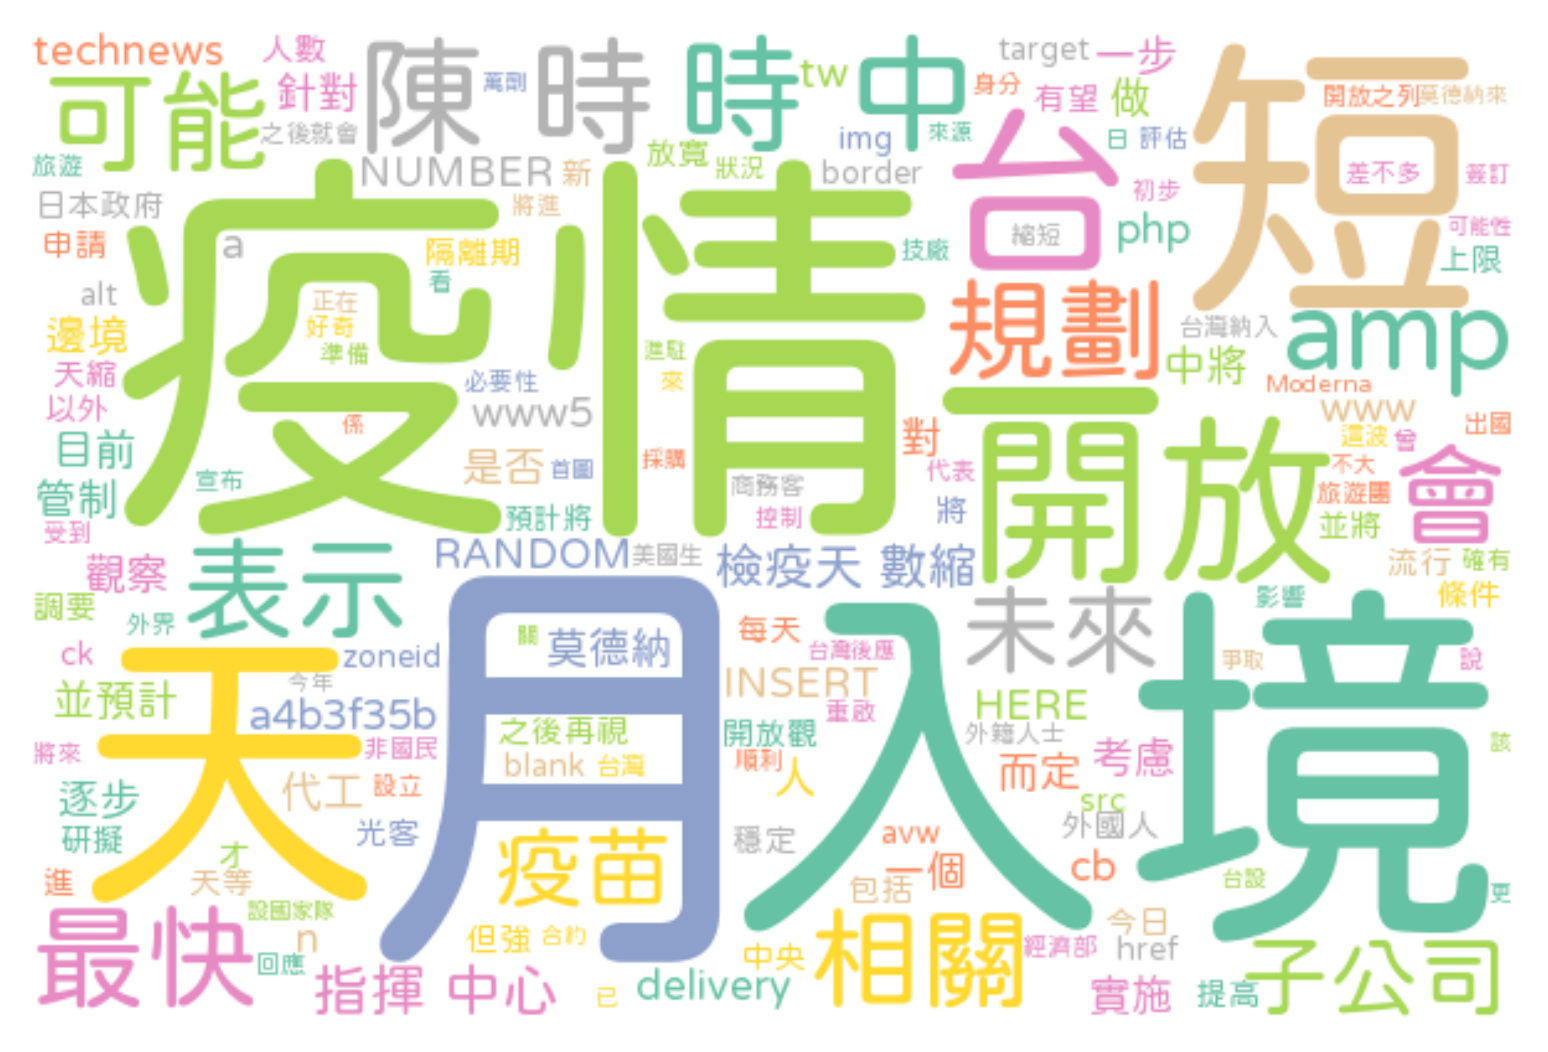 technews
人數
target
一步
陳時
時中
tw
可能
針對
萬劑
身分
有望
做
短
開放之列
莫德納來
之後就會
img
來源
日
評估
台
旅遊
NUMBER
新
放寬
狀況
border
差不多
簽訂
日本政府
將進
初步
php
可能性
申請
a
隔離期
技廠
縮短
上限
疫情
看
alt
正在
規劃
台灣納入
amp
邊境
好奇
準備
進駐
中將
天縮
必要性
來
Moderna
以外
www5
www
係
對
開放
這波
曾
出國
目前
是否
首圖
採購
代表
不大
會
管制
宣布
商務客
旅遊團
受到
預計將
控制
將
並將
表示
RANDOM
美國生
檢疫天
數縮
流行
確有
觀察
調要
外界
未來
影響
條件
月
入境
關
莫德納
每天
台灣後應
ck
天
zoneid
爭取
說
今年
INSERT
並預計
a4b3f35b
重啟
HERE
之後再視
開放觀
外籍人士
將來
非國民
blank
台灣
順利
人
而定
考慮
該
逐步
代工
設立
src
研擬
光客
穩定
avw
外國人
才
疫苗
一個
cb
進
天等
包括
台設
更
最快
設國家隊
n
但強
合約
相關
今日
回應
中央
經濟部
href
子公司
指揮
中心
已
delivery
實施
提高